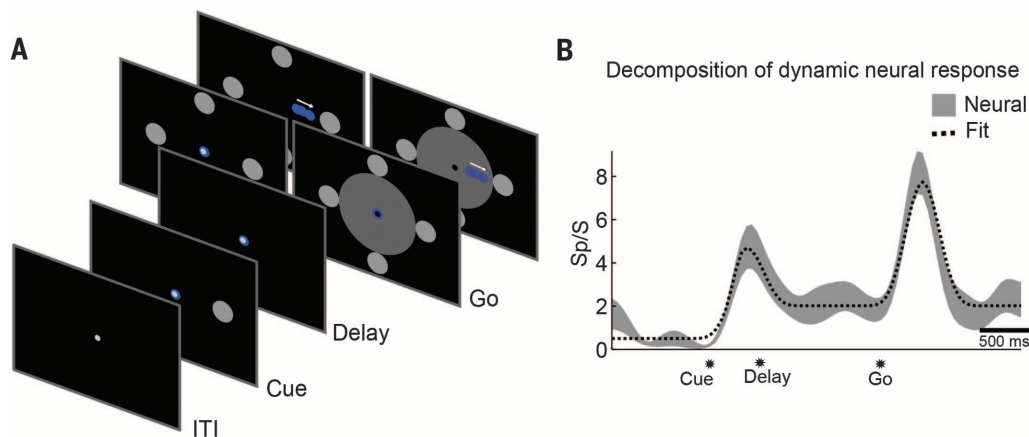 A
ITI
Cue
Delay
Go
B
Decomposition of dynamic neural response
Neural
Fit
Sp/S
8
6
4
2
0
500 ms
Cue
Delay
Go